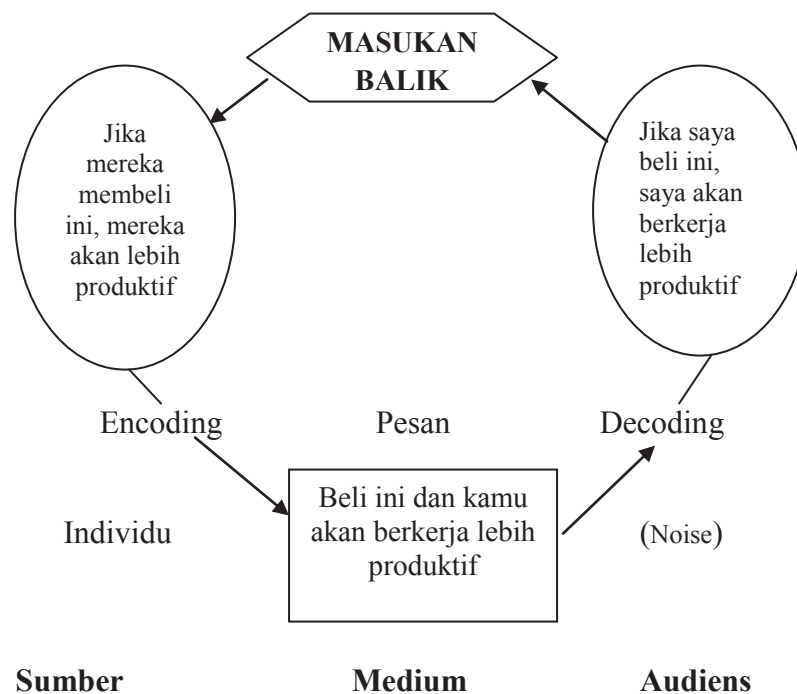 MASUKAN
BALIK
Jika
mereka
membeli
ini, mereka
akan lebih
produktif
Jika saya
beli ini,
saya akan
berkerja
lebih
produktif
Encoding
Pesan
Decoding
Individu
Beli ini dan kamu
akan berkerja lebih
produktif
(Noise)
Sumber
Medium
Audiens